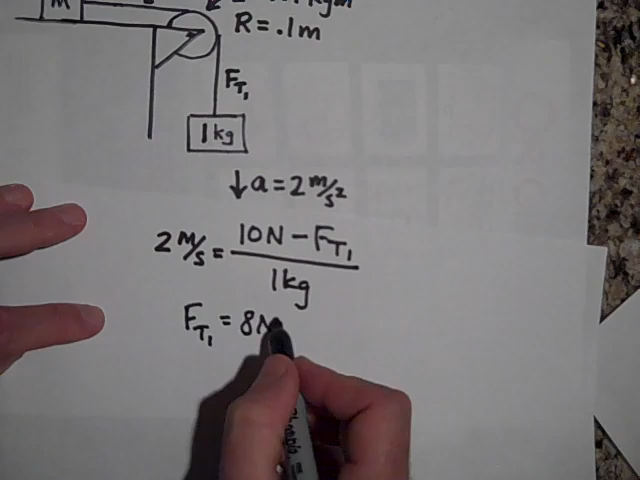 M
R = .1m
FT1
1kg
a = 2 m/s²
2 m/s = 10N - FT1 / 1kg
FT1 = 8N